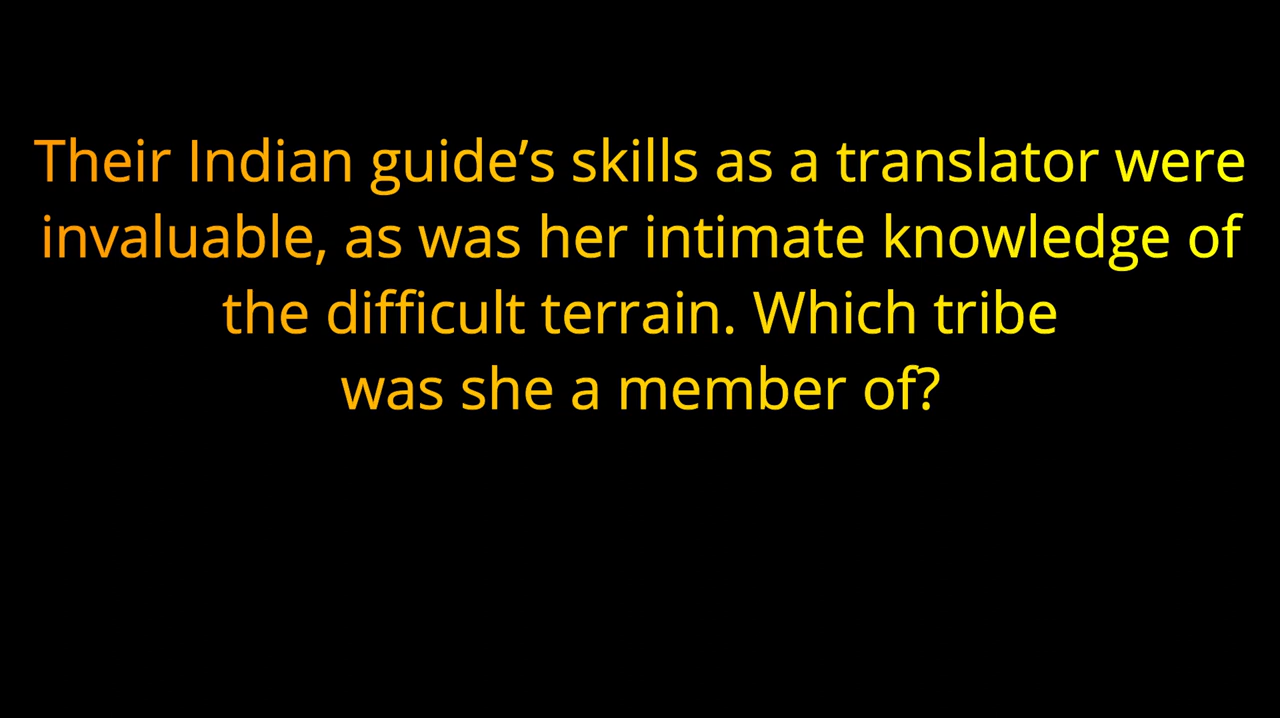 Their Indian guide’s skills as a translator were
invaluable, as was her intimate knowledge of
the difficult terrain. Which tribe
was she a member of?